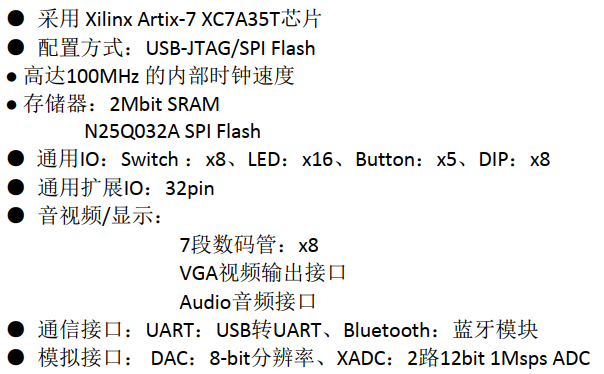 ● 采用 Xilinx Artix-7 XC7A35T芯片
● 配置方式：USB-JTAG/SPI Flash
● 高达100MHz 的内部时钟速度
● 存储器：2Mbit SRAM
N25Q032A SPI Flash
● 通用IO：Switch ：x8、LED：x16、Button：x5、DIP：x8
● 通用扩展IO：32pin
● 音视频/显示：
7段数码管：x8
VGA视频输出接口
Audio音频接口
● 通信接口：UART：USB转UART、Bluetooth：蓝牙模块
● 模拟接口： DAC：8-bit分辨率、XADC：2路12bit 1Msps ADC